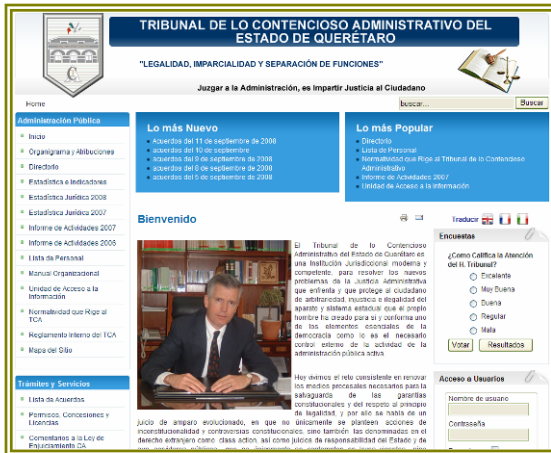 TRIBUNAL DE LO CONTENCIOSO ADMINISTRATIVO DEL
ESTADO DE QUERÉTARO
"LEGALIDAD, IMPARCIALIDAD Y SEPARACIÓN DE FUNCIONES"
Juzgar a la Administración, es Impartir Justicia al Ciudadano
Home
buscar...
Buscar
Administración Pública
Inicio
Organigrama y Atribuciones
Directorio
Estadística e Indicadores
Estadística Jurídica 2008
Estadística Jurídica 2007
Informe de Actividades 2007
Informe de Actividades 2006
Lista de Personal
Manual Organizacional
Unidad de Acceso a la
Información
Normatividad que Rige al
TCA
Reglamento Interno del TCA
Mapa del Sitio
Trámites y Servicios
Lista de Acuerdos
Permisos, Concesiones y
Licencias
Comentarios a la Ley de
Enjuiciamiento CA
Lo más Nuevo
Acuerdos del 11 de septiembre de 2008
acuerdos del 10 de septiembre
acuerdos del 9 de septiembre de 2008
acuerdos del 8 de septiembre de 2008
acuerdos del 5 de septiembre de 2008
Lo más Popular
Directorio
Lista de Personal
Normatividad que Rige al Tribunal de lo Contencioso
Administrativo
Informe de Actividades 2007
Unidad de Acceso a la Información
Bienvenido
El Tribunal de lo Contencioso
Administrativo del Estado de Querétaro es
una Institución Jurisdiccional moderna y
competente, para resolver los nuevos
problemas de la Justicia Administrativa
que enfrenta y que protege al ciudadano
de arbitrariedad, injusticia e ilegalidad del
aparato y sistema estadual que el propio
hombre ha creado para sí y conforma uno
de los elementos esenciales de la
democracia como lo es el necesario
control externo de la actividad de la
administración pública activa
Hoy vivimos el reto consistente en renovar
los medios procesales necesarios para la
salvaguarda de las garantías
constitucionales y del respeto al principio
de legalidad, y por ello se habla de un
juicio de amparo evolucionado, en que no únicamente se planteen acciones de
inconstitucionalidad y controversias constitucionales, sino también las denominadas en el
derecho extranjero como class action, así como juicios de responsabilidad del Estado y de
Traducir
Encuestas
¿Como Califica la Atención
del H. Tribunal?
Excelente
Muy Buena
Buena
Regular
Mala
Votar
Resultados
Acceso a Usuarios
Nombre de usuario
Contraseña